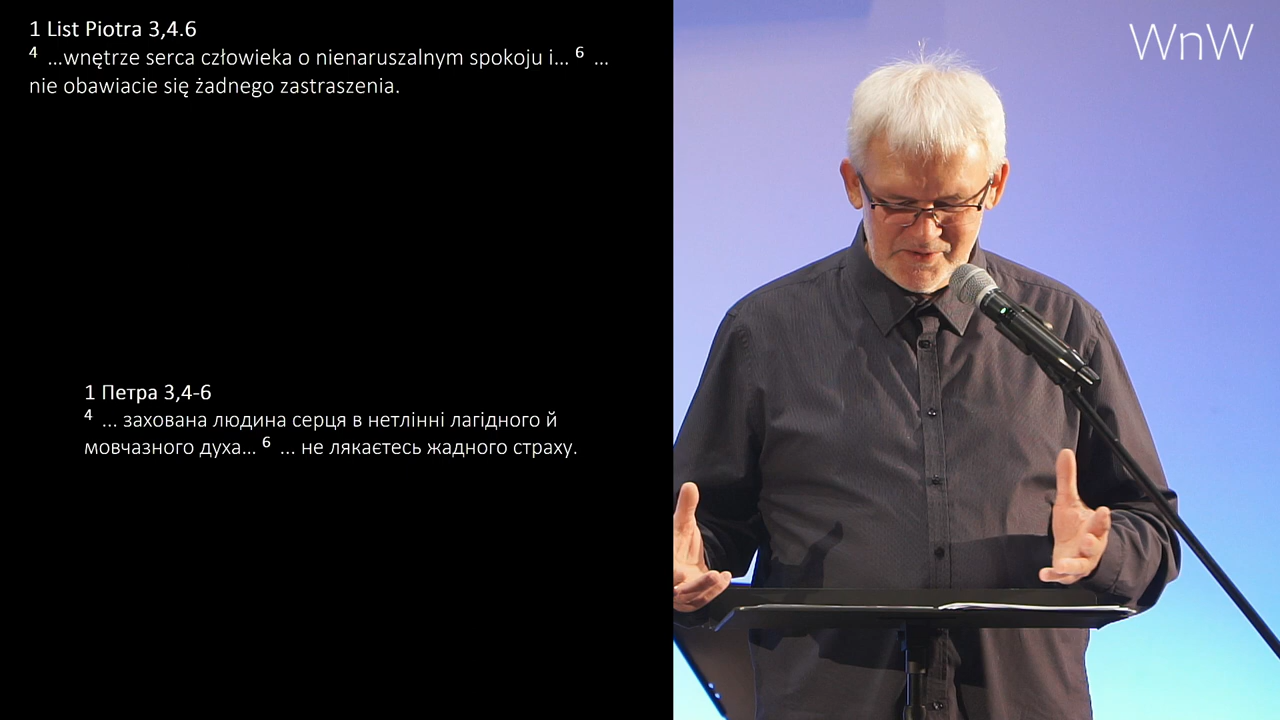 1 List Piotra 3,4.6
⁴ ...wnętrze serca człowieka o nienaruszalnym spokoju i... ⁶ ...
nie obawiacie się żadnego zastraszenia.
WnW
1 Петра 3,4-6
⁴ ... захована людина серця в нетлінні лагідного й
мовчазного духа... ⁶ ... не лякаєтесь жадного страху.